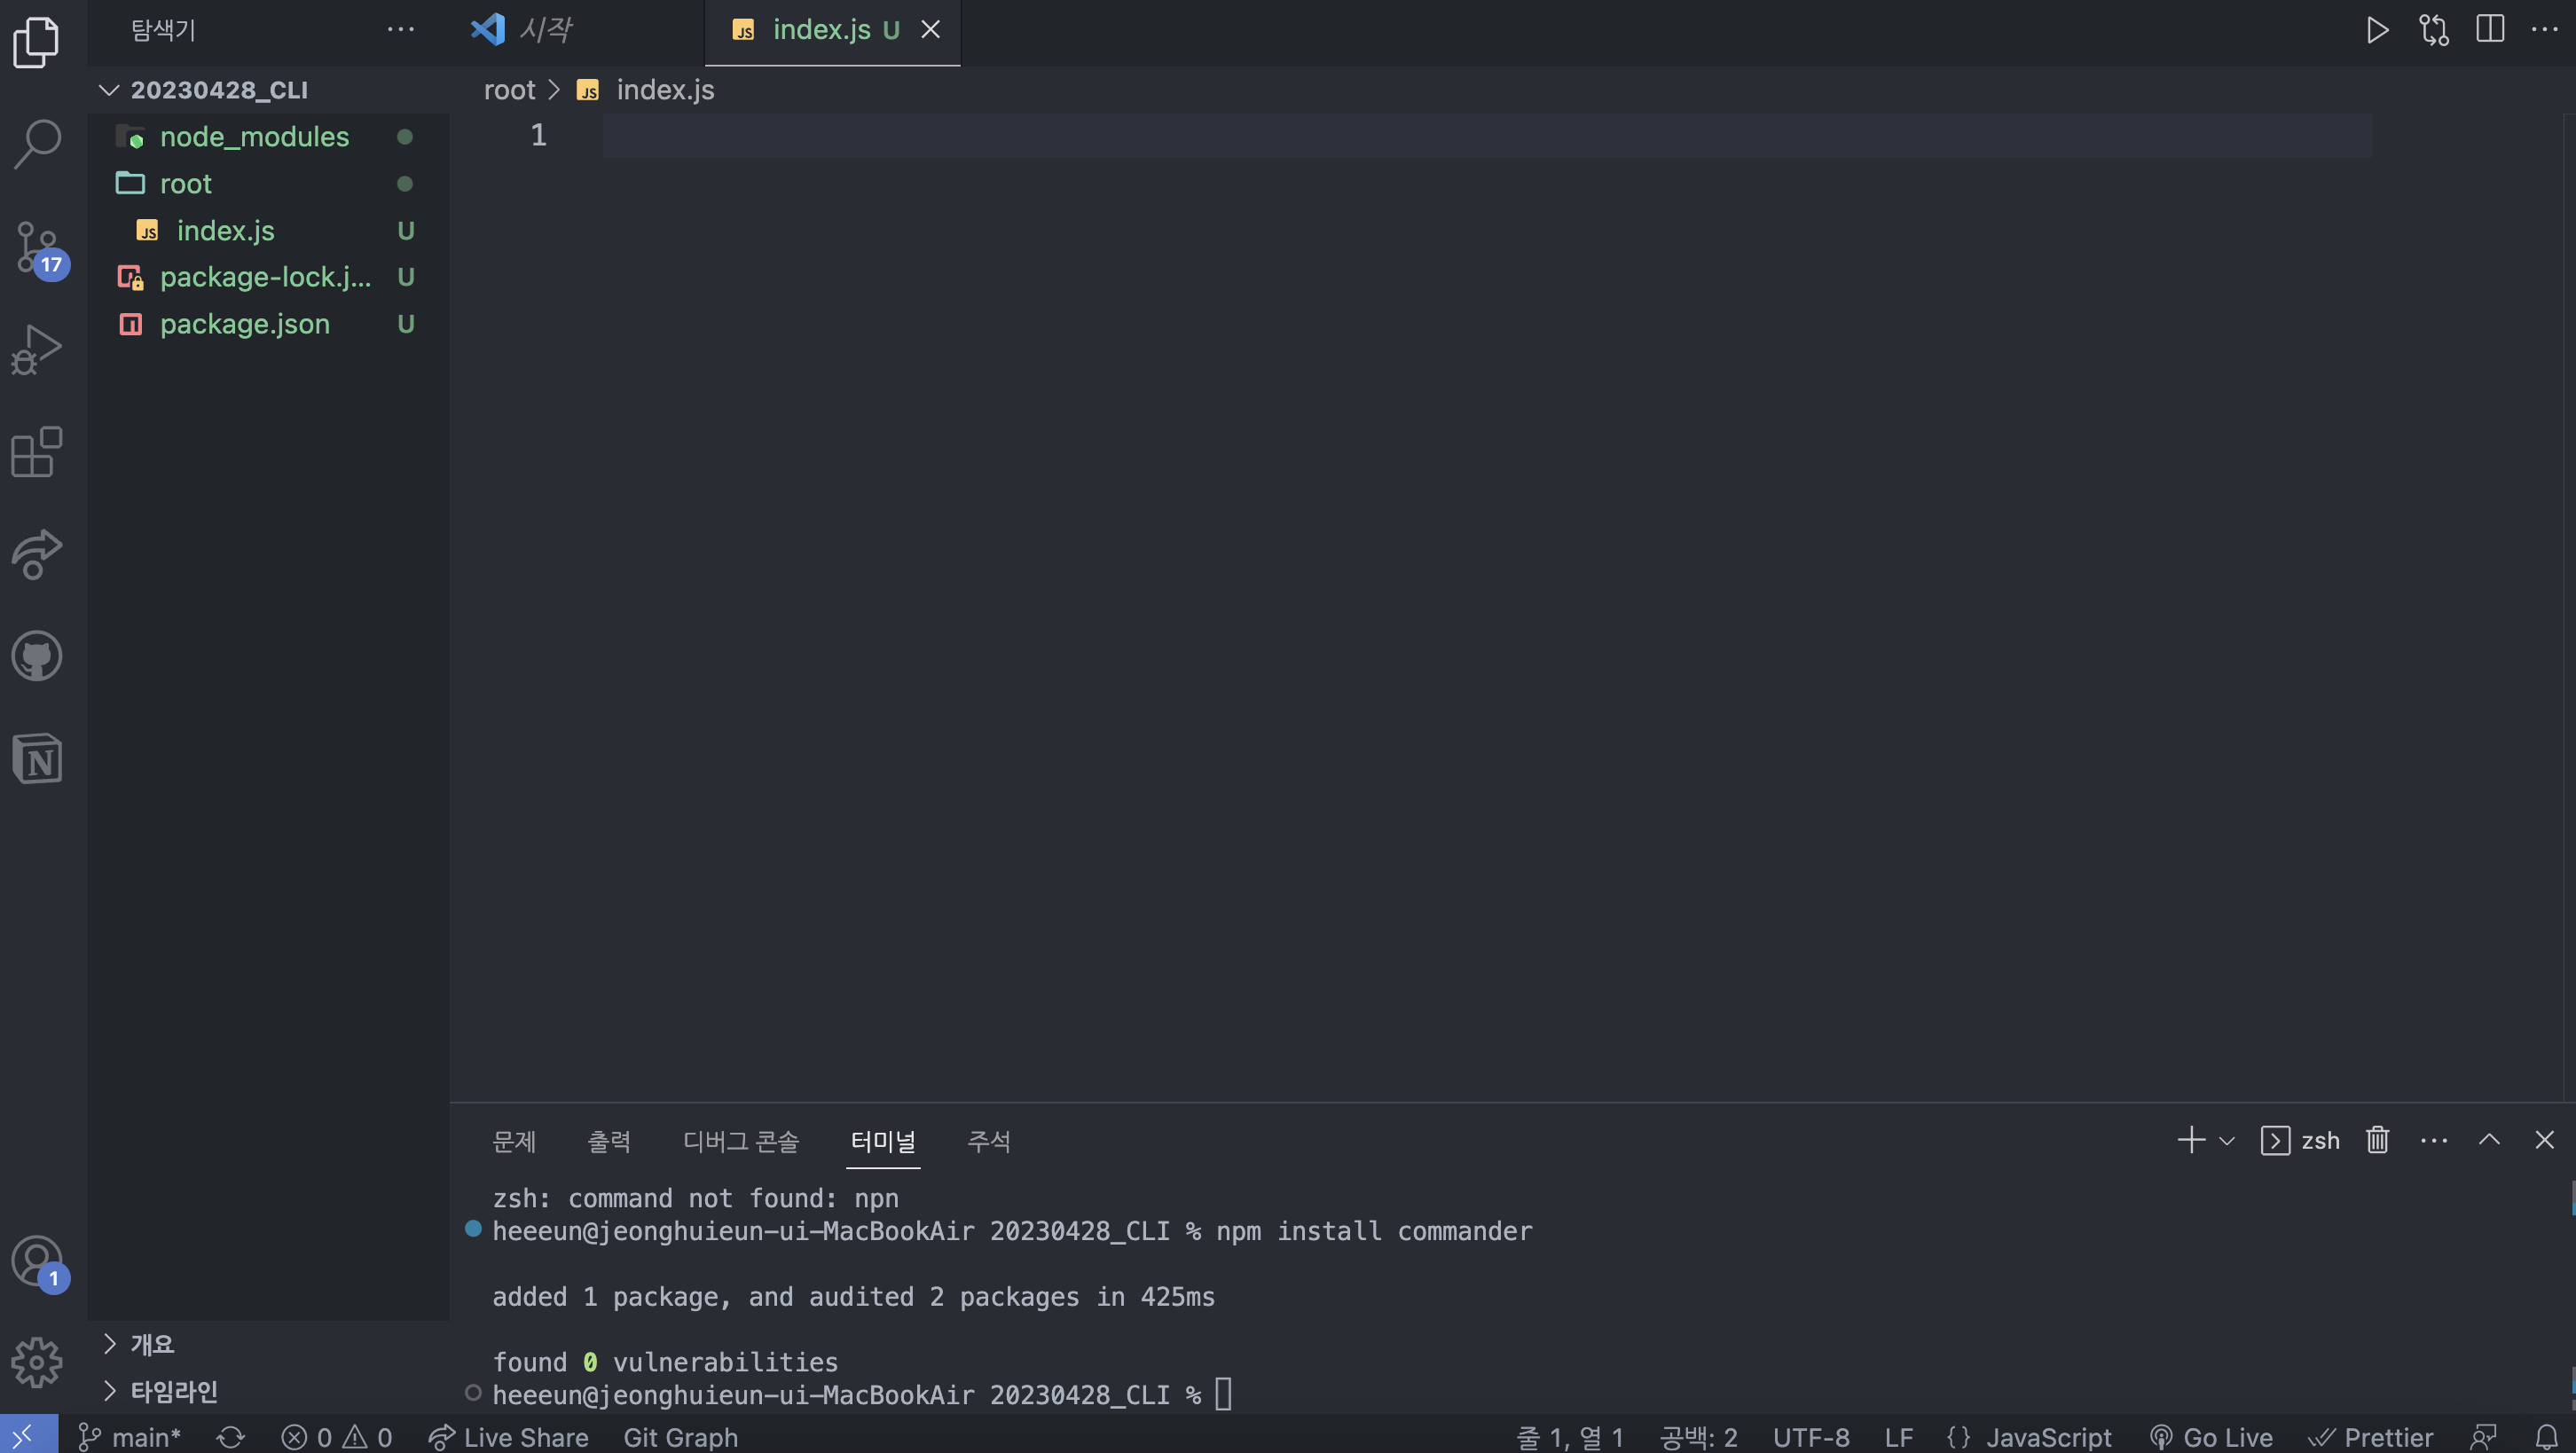 탐색기
시작
index.js U
20230428_CLI
root > index.js
node_modules
root
index.js U
package-lock.j... U
package.json U
17
1
1
개요
타임라인
문제 출력 디버그 콘솔 터미널 주석
zsh
zsh: command not found: npn
heeeun@jeonghuieun-ui-MacBookAir 20230428_CLI % npm install commander
added 1 package, and audited 2 packages in 425ms
found 0 vulnerabilities
heeeun@jeonghuieun-ui-MacBookAir 20230428_CLI %
main* 0 0 Live Share Git Graph 줄 1, 열 1 공백: 2 UTF-8 LF {} JavaScript Go Live Prettier